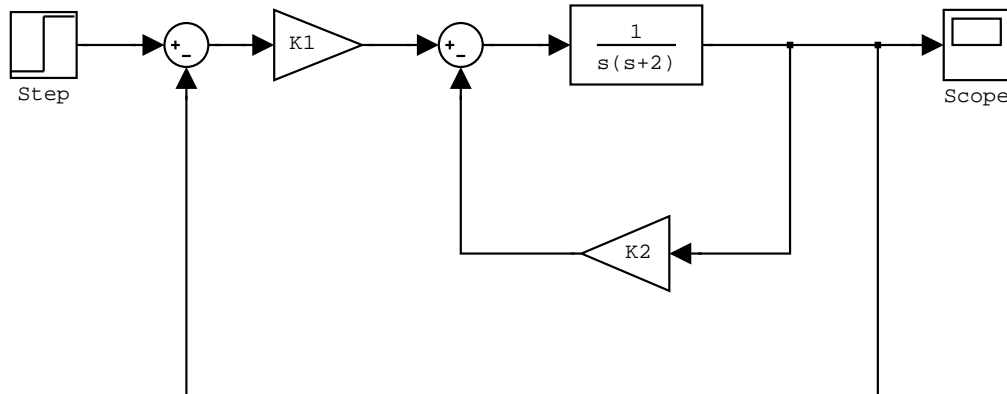 Step
+
−
K1
+
−
1
s(s+2)
Scope
K2